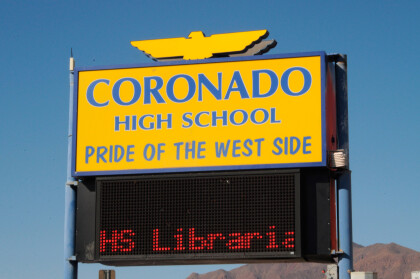 CORONADO
HIGH SCHOOL
PRIDE OF THE WEST SIDE
HS Libraria